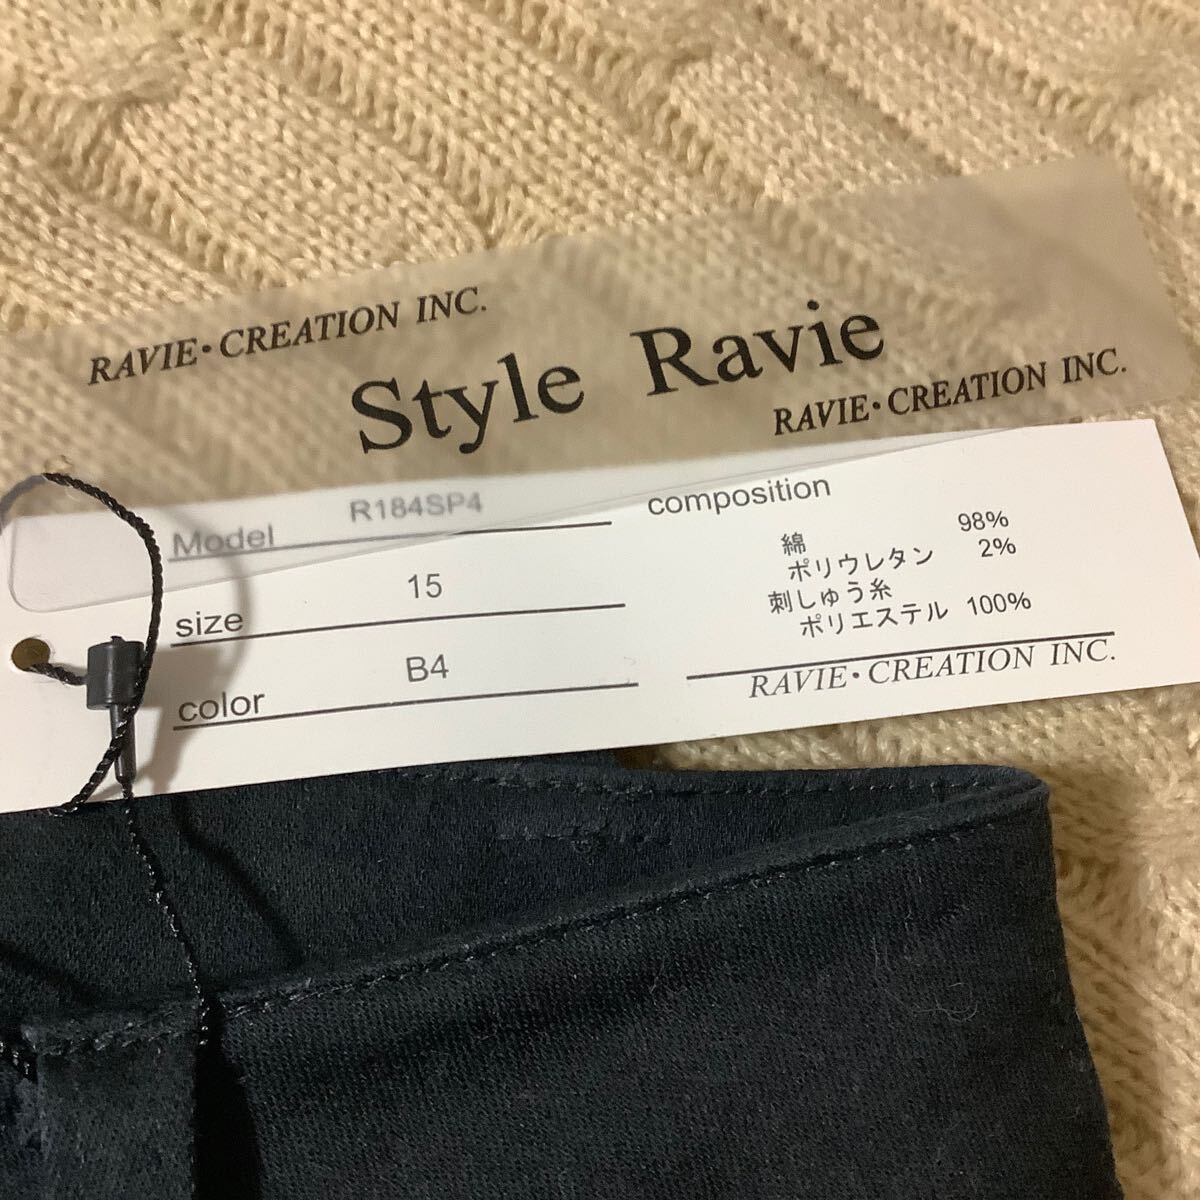 RAVIE・CREATION INC.
Style Ravie
RAVIE・CREATION INC.
Model R184SP4
size 15
color B4
composition
綿 98%
ポリウレタン 2%
刺しゅう糸
ポリエステル 100%
RAVIE・CREATION INC.